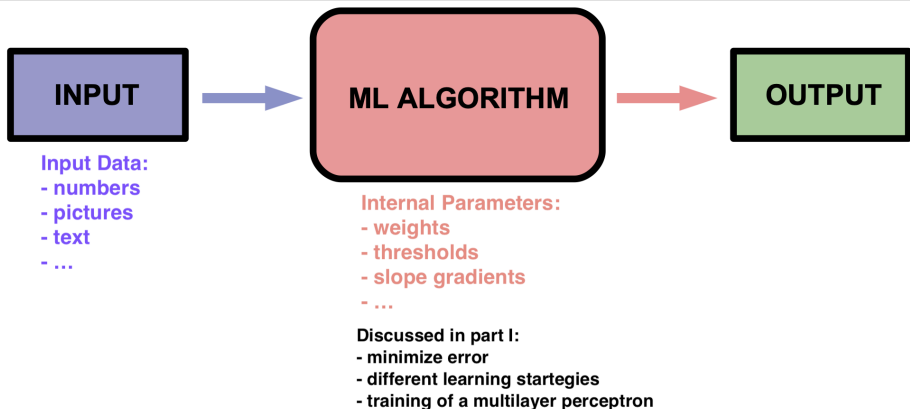 INPUT
ML ALGORITHM
OUTPUT
Input Data:
- numbers
- pictures
- text
- ...
Internal Parameters:
- weights
- thresholds
- slope gradients
- ...
Discussed in part I:
- minimize error
- different learning startegies
- training of a multilayer perceptron